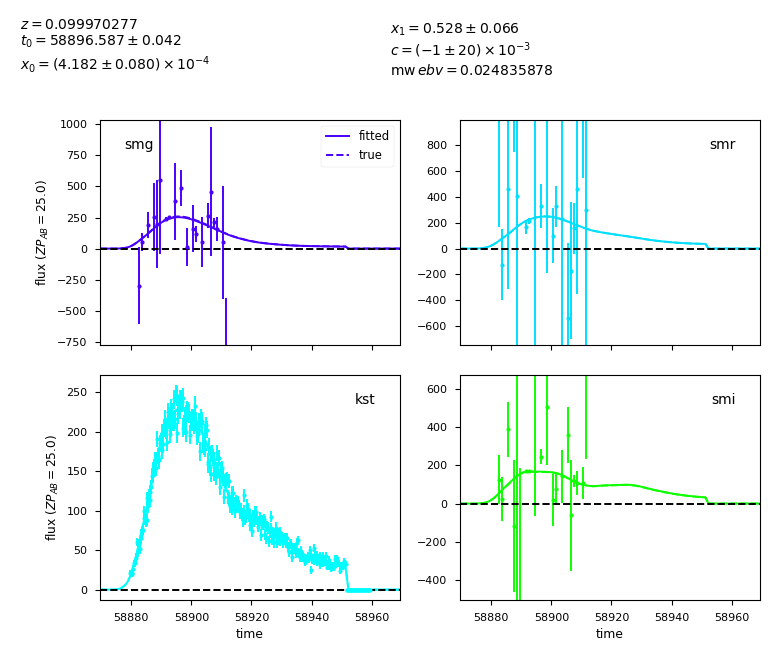 z = 0.099970277
t₀ = 58896.587 ± 0.042
x₀ = (4.182 ± 0.080) × 10⁻⁴
x₁ = 0.528 ± 0.066
c = (−1 ± 20) × 10⁻³
mw ebv = 0.024835878
smg
fitted
true
1000
750
500
250
0
−250
−500
−750
flux (ZP_AB = 25.0)
smr
800
600
400
200
0
−200
−400
−600
kst
250
200
150
100
50
0
flux (ZP_AB = 25.0)
58880 58900 58920 58940 58960
time
smi
600
400
200
0
−200
−400
58880 58900 58920 58940 58960
time